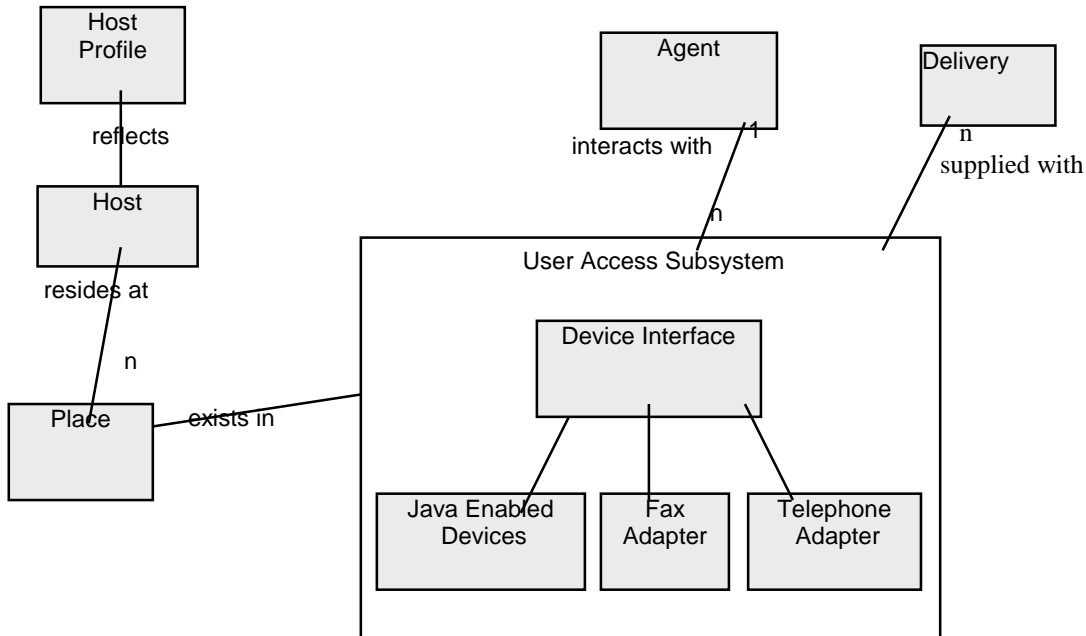 Host
Profile
Agent
Delivery
reflects
interacts with
1
n
supplied with
Host
n
User Access Subsystem
resides at
Device Interface
n
Place
exists in
Java Enabled
Devices
Fax
Adapter
Telephone
Adapter